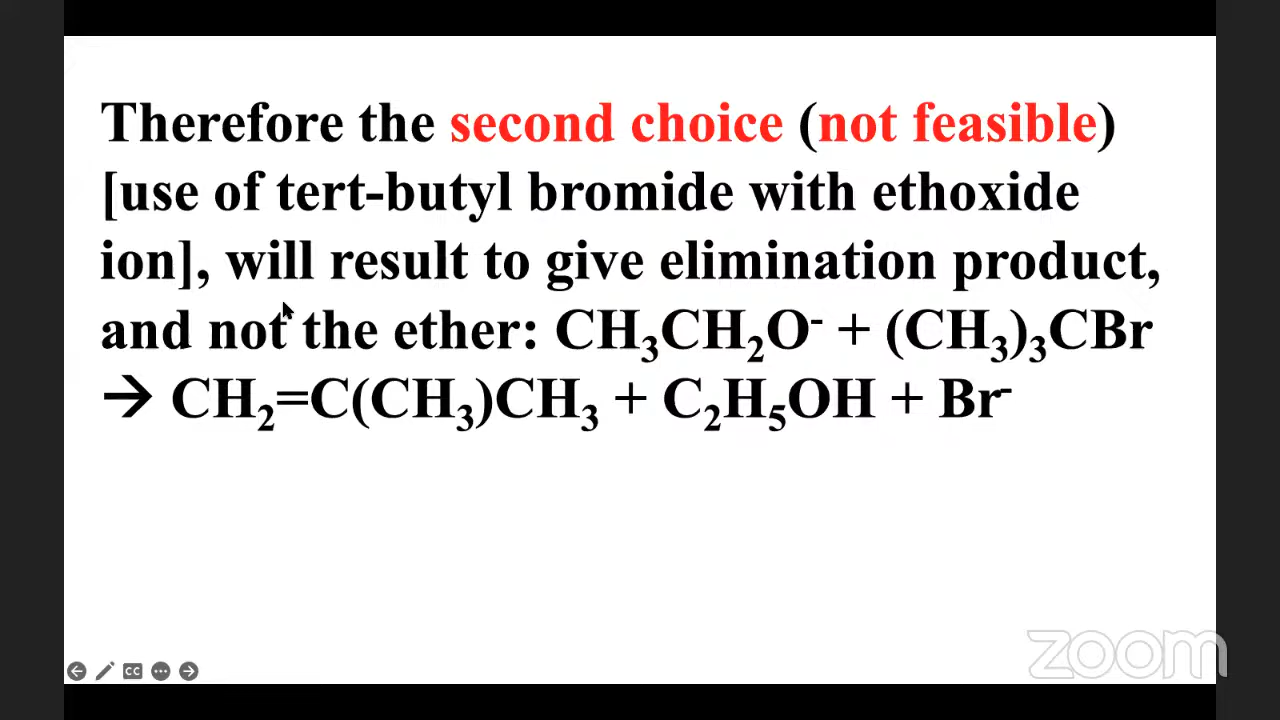 Therefore the second choice (not feasible)
[use of tert-butyl bromide with ethoxide
ion], will result to give elimination product,
and not the ether: CH₃CH₂O⁻ + (CH₃)₃CBr
→ CH₂=C(CH₃)CH₃ + C₂H₅OH + Br⁻
CC
zoom